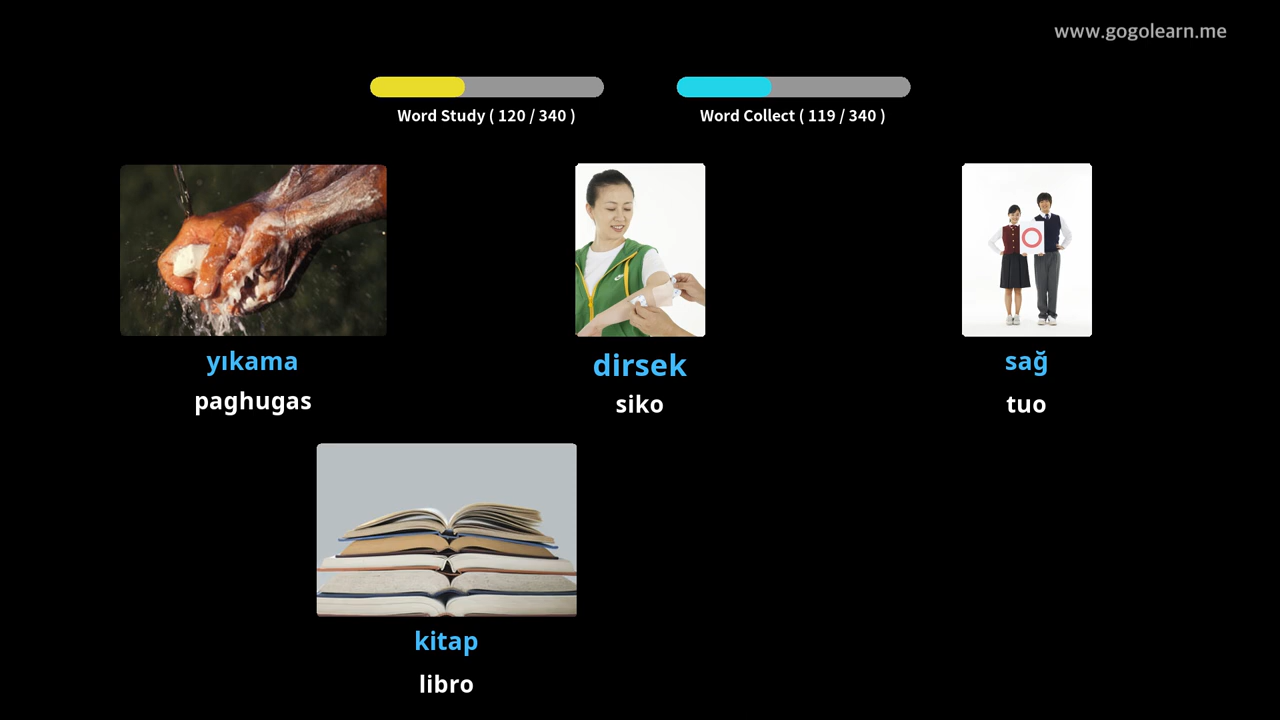 www.gogolearn.me
Word Study ( 120 / 340 )
Word Collect ( 119 / 340 )
yıkama
dirsek
sağ
paghugas
siko
tuo
kitap
libro